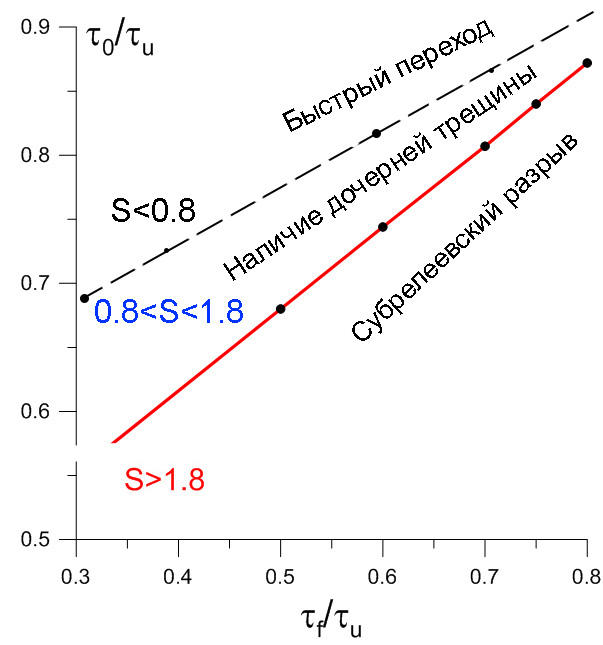 0.9
τ₀/τᵤ
Быстрый переход
Наличие дочерней трещины
0.8
Субрелеевский разрыв
S<0.8
0.7
0.8<S<1.8
0.6
S>1.8
0.5
0.3 0.4 0.5 0.6 0.7 0.8
τf/τu